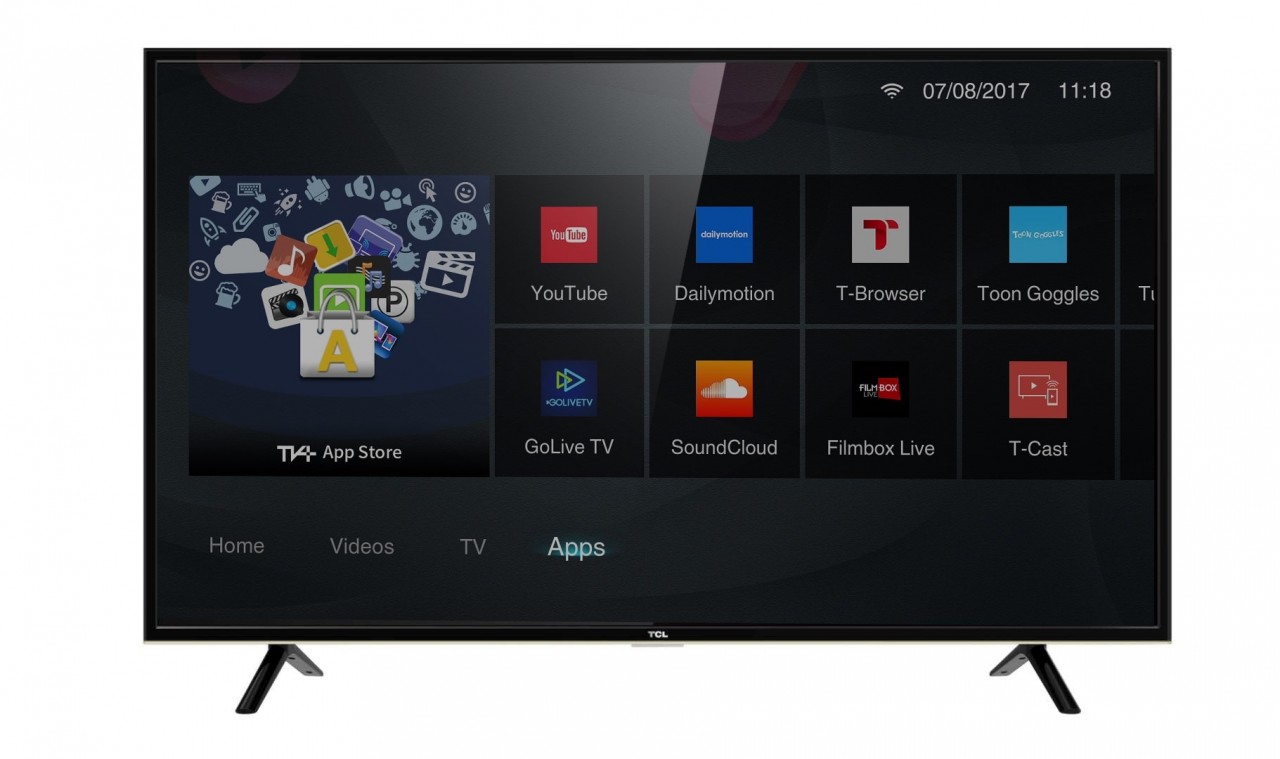 07/08/2017 11:18
YouTube
dailymotion
TOON GOGGLES
YouTube
Dailymotion
T-Browser
Toon Goggles
GOLIVETV
FILMBOX
LIVE
A
P
TV+ App Store
GoLive TV
SoundCloud
Filmbox Live
T-Cast
Home
Videos
TV
Apps
TCL